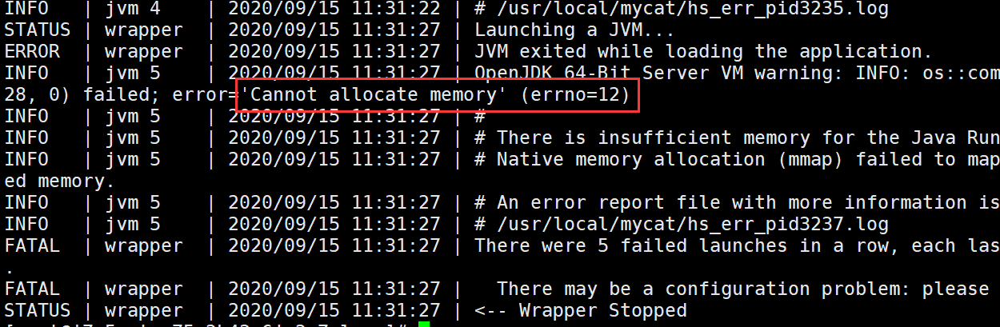 INFO | jvm 4 | 2020/09/15 11:31:22 | # /usr/local/mycat/hs_err_pid3235.log
STATUS | wrapper | 2020/09/15 11:31:27 | Launching a JVM...
ERROR | wrapper | 2020/09/15 11:31:27 | JVM exited while loading the application.
INFO | jvm 5 | 2020/09/15 11:31:27 | OpenJDK 64-Bit Server VM warning: INFO: os::com
28, 0) failed; error='Cannot allocate memory' (errno=12)
INFO | jvm 5 | 2020/09/15 11:31:27 | #
INFO | jvm 5 | 2020/09/15 11:31:27 | # There is insufficient memory for the Java Run
INFO | jvm 5 | 2020/09/15 11:31:27 | # Native memory allocation (mmap) failed to map
ed memory.
INFO | jvm 5 | 2020/09/15 11:31:27 | # An error report file with more information is
INFO | jvm 5 | 2020/09/15 11:31:27 | # /usr/local/mycat/hs_err_pid3237.log
FATAL | wrapper | 2020/09/15 11:31:27 | There were 5 failed launches in a row, each las
.
FATAL | wrapper | 2020/09/15 11:31:27 | There may be a configuration problem: please
STATUS | wrapper | 2020/09/15 11:31:27 | <-- Wrapper Stopped